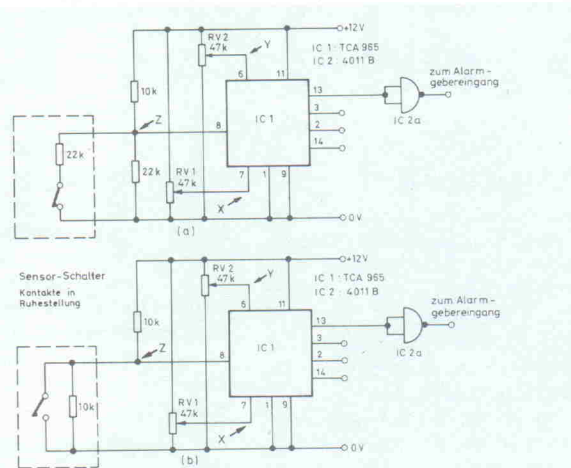 +12V
RV 2
47k
Y
IC 1 : TCA 965
IC 2 : 4011 B
10k
6
11
zum Alarm-
gebereingang
Z
13
3
IC 2a
8
IC 1
2
14
22k
22k
RV 1
47k
7
1
9
X
0V
(a)
+12V
RV 2
47k
Y
IC 1 : TCA 965
IC 2 : 4011 B
Sensor-Schalter
Kontakte in
Ruhestellung
10k
6
11
zum Alarm-
gebereingang
Z
13
3
IC 2a
8
IC 1
2
14
10k
RV 1
47k
7
1
9
X
0V
(b)